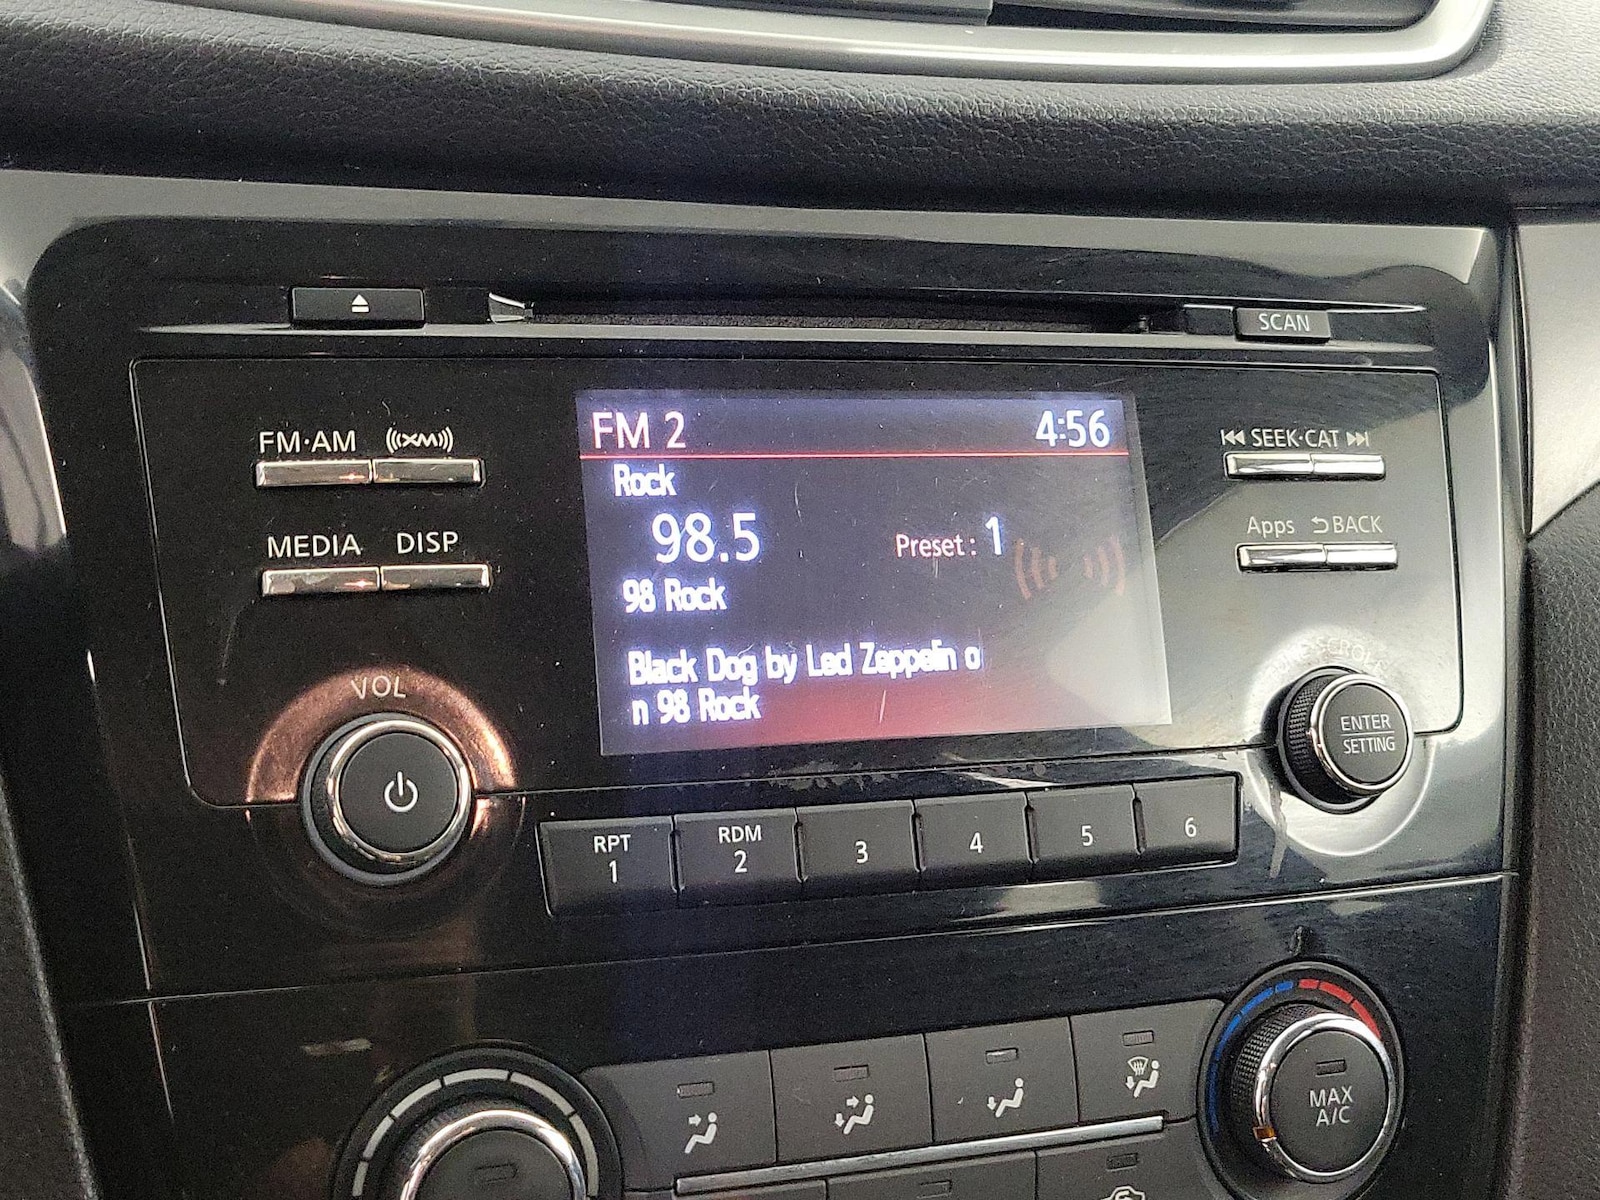 SCAN
FM·AM
((XM))
SEEK·CAT
MEDIA
DISP
Apps
BACK
FM 2
4:56
Rock
98.5
Preset: 1
98 Rock
Black Dog by Led Zeppelin o
n 98 Rock
VOL
SCROLL
ENTER
SETTING
RPT
1
RDM
2
3
4
5
6
MAX
A/C